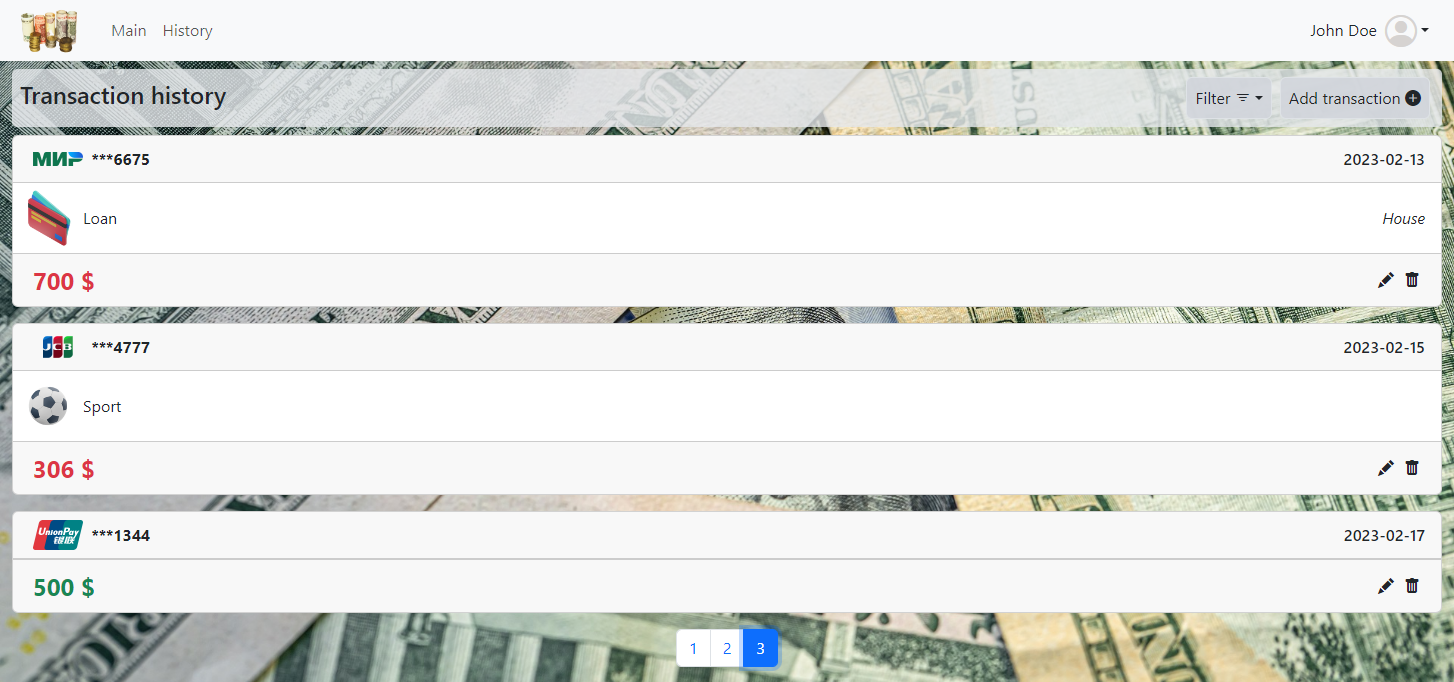 Main History John Doe
Transaction history Filter Add transaction
МИР ***6675 2023-02-13
Loan House
700 $
JCB ***4777 2023-02-15
Sport
306 $
UnionPay 银联 ***1344 2023-02-17
500 $
1 2 3